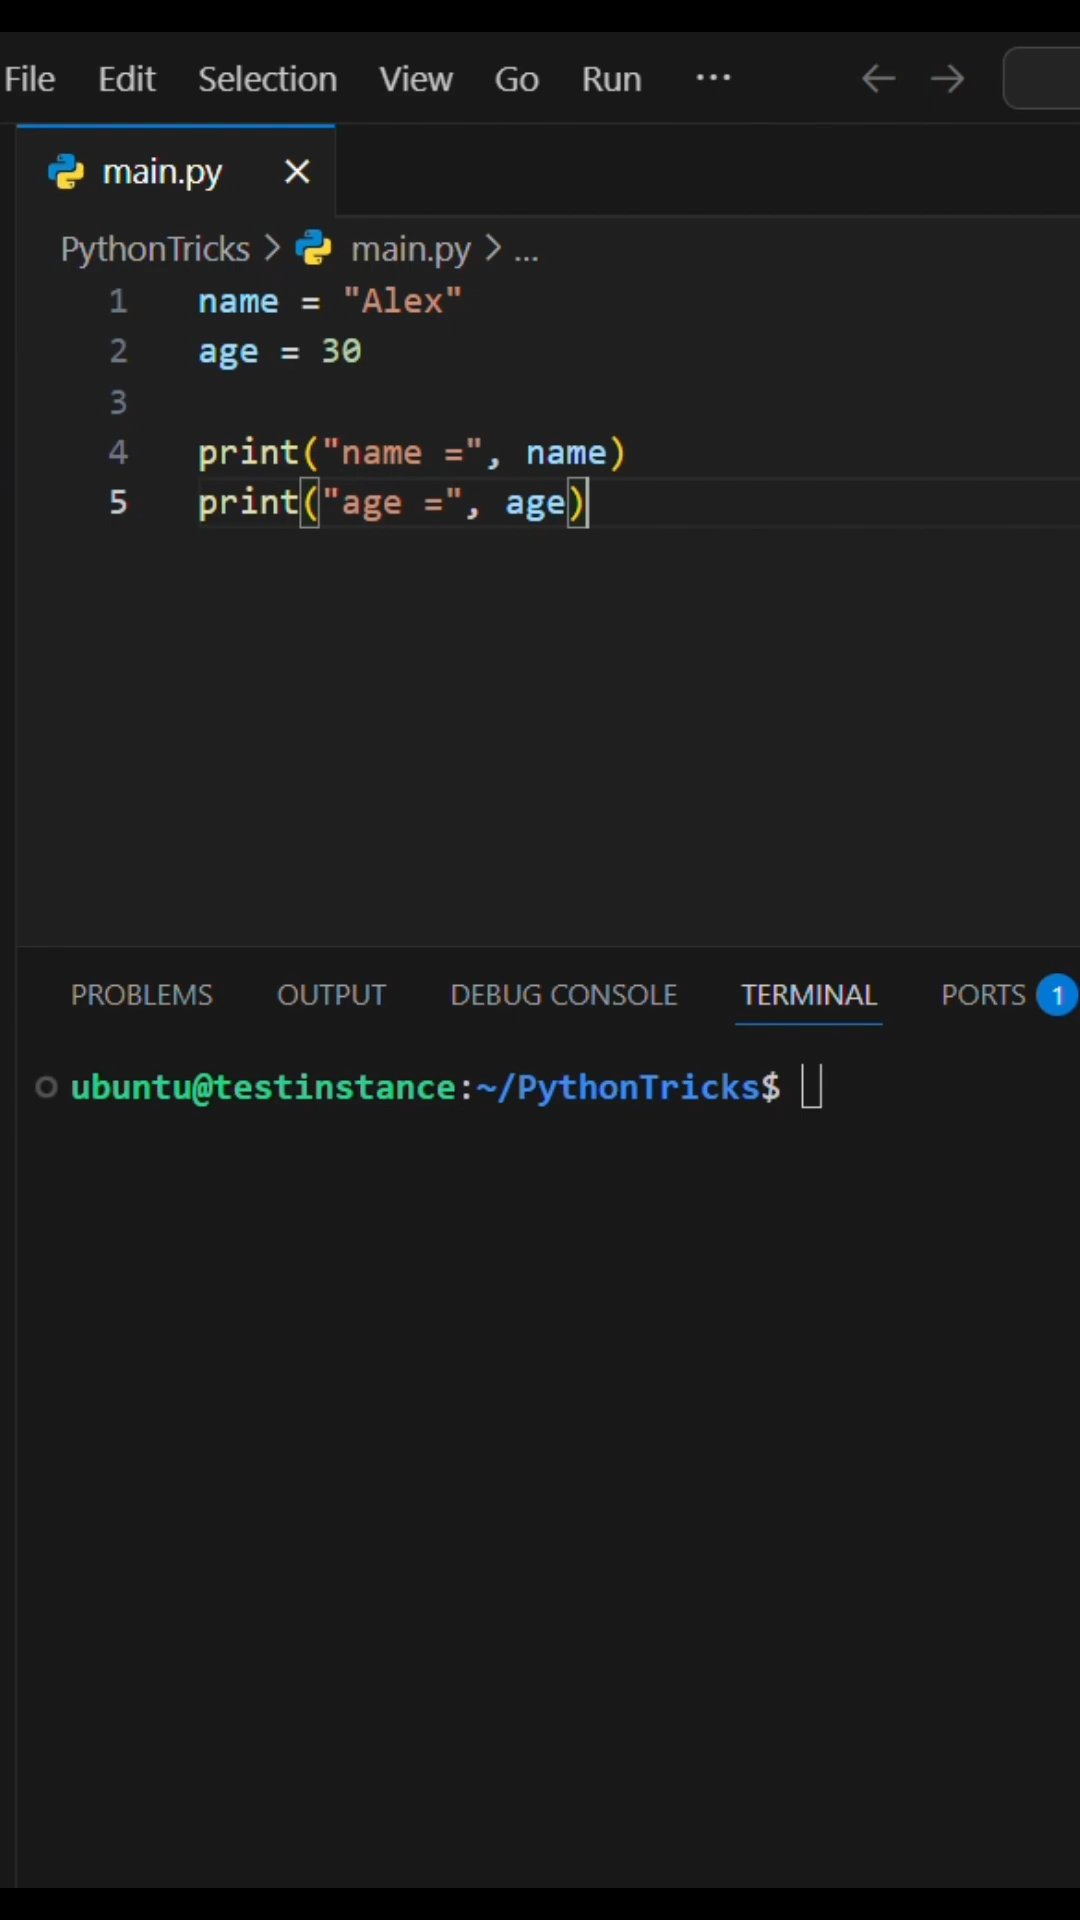 File Edit Selection View Go Run ...
main.py
PythonTricks > main.py > ...
1 name = "Alex"
2 age = 30
3
4 print("name =", name)
5 print("age =", age)
PROBLEMS OUTPUT DEBUG CONSOLE TERMINAL PORTS 1
ubuntu@testinstance:~/PythonTricks$